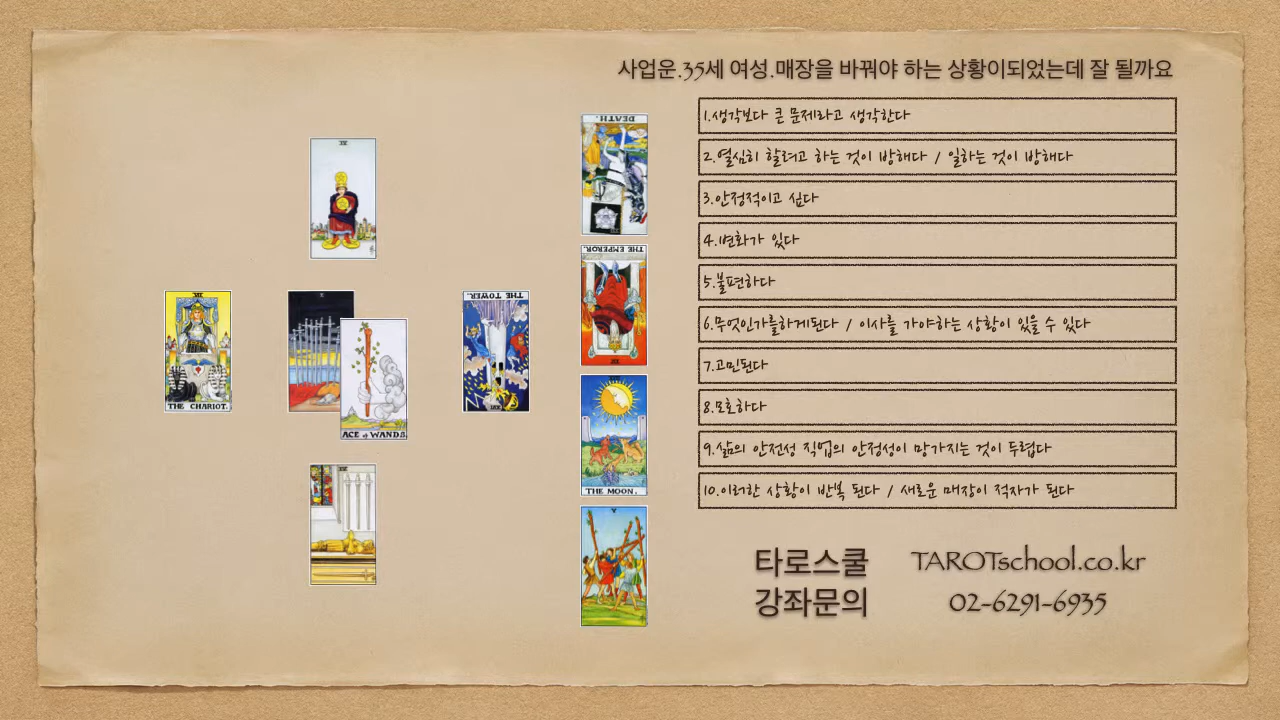 사업운.35세 여성.매장을 바꿔야 하는 상황이되었는데 잘 될까요
1.생각보다 큰 문제라고 생각한다
2.열심히 할려고 하는 것이 방해다 / 일하는 것이 방해다
3.안정적이고 싶다
4.변화가 있다
5.불편하다
6.무엇인가를하게된다 / 이사를 가야하는 상황이 있을 수 있다
7.고민된다
8.모호하다
9.삶의 안전성 직업의 안정성이 망가지는 것이 두렵다
10.이러한 상황이 반복 된다 / 새로운 매장이 적자가 된다
타로스쿨 TAROTschool.co.kr
강좌문의 02-6291-6935
DEATH.
THE EMPEROR.
THE CHARIOT.
THE TOWER.
ACE of WANDS.
THE MOON.